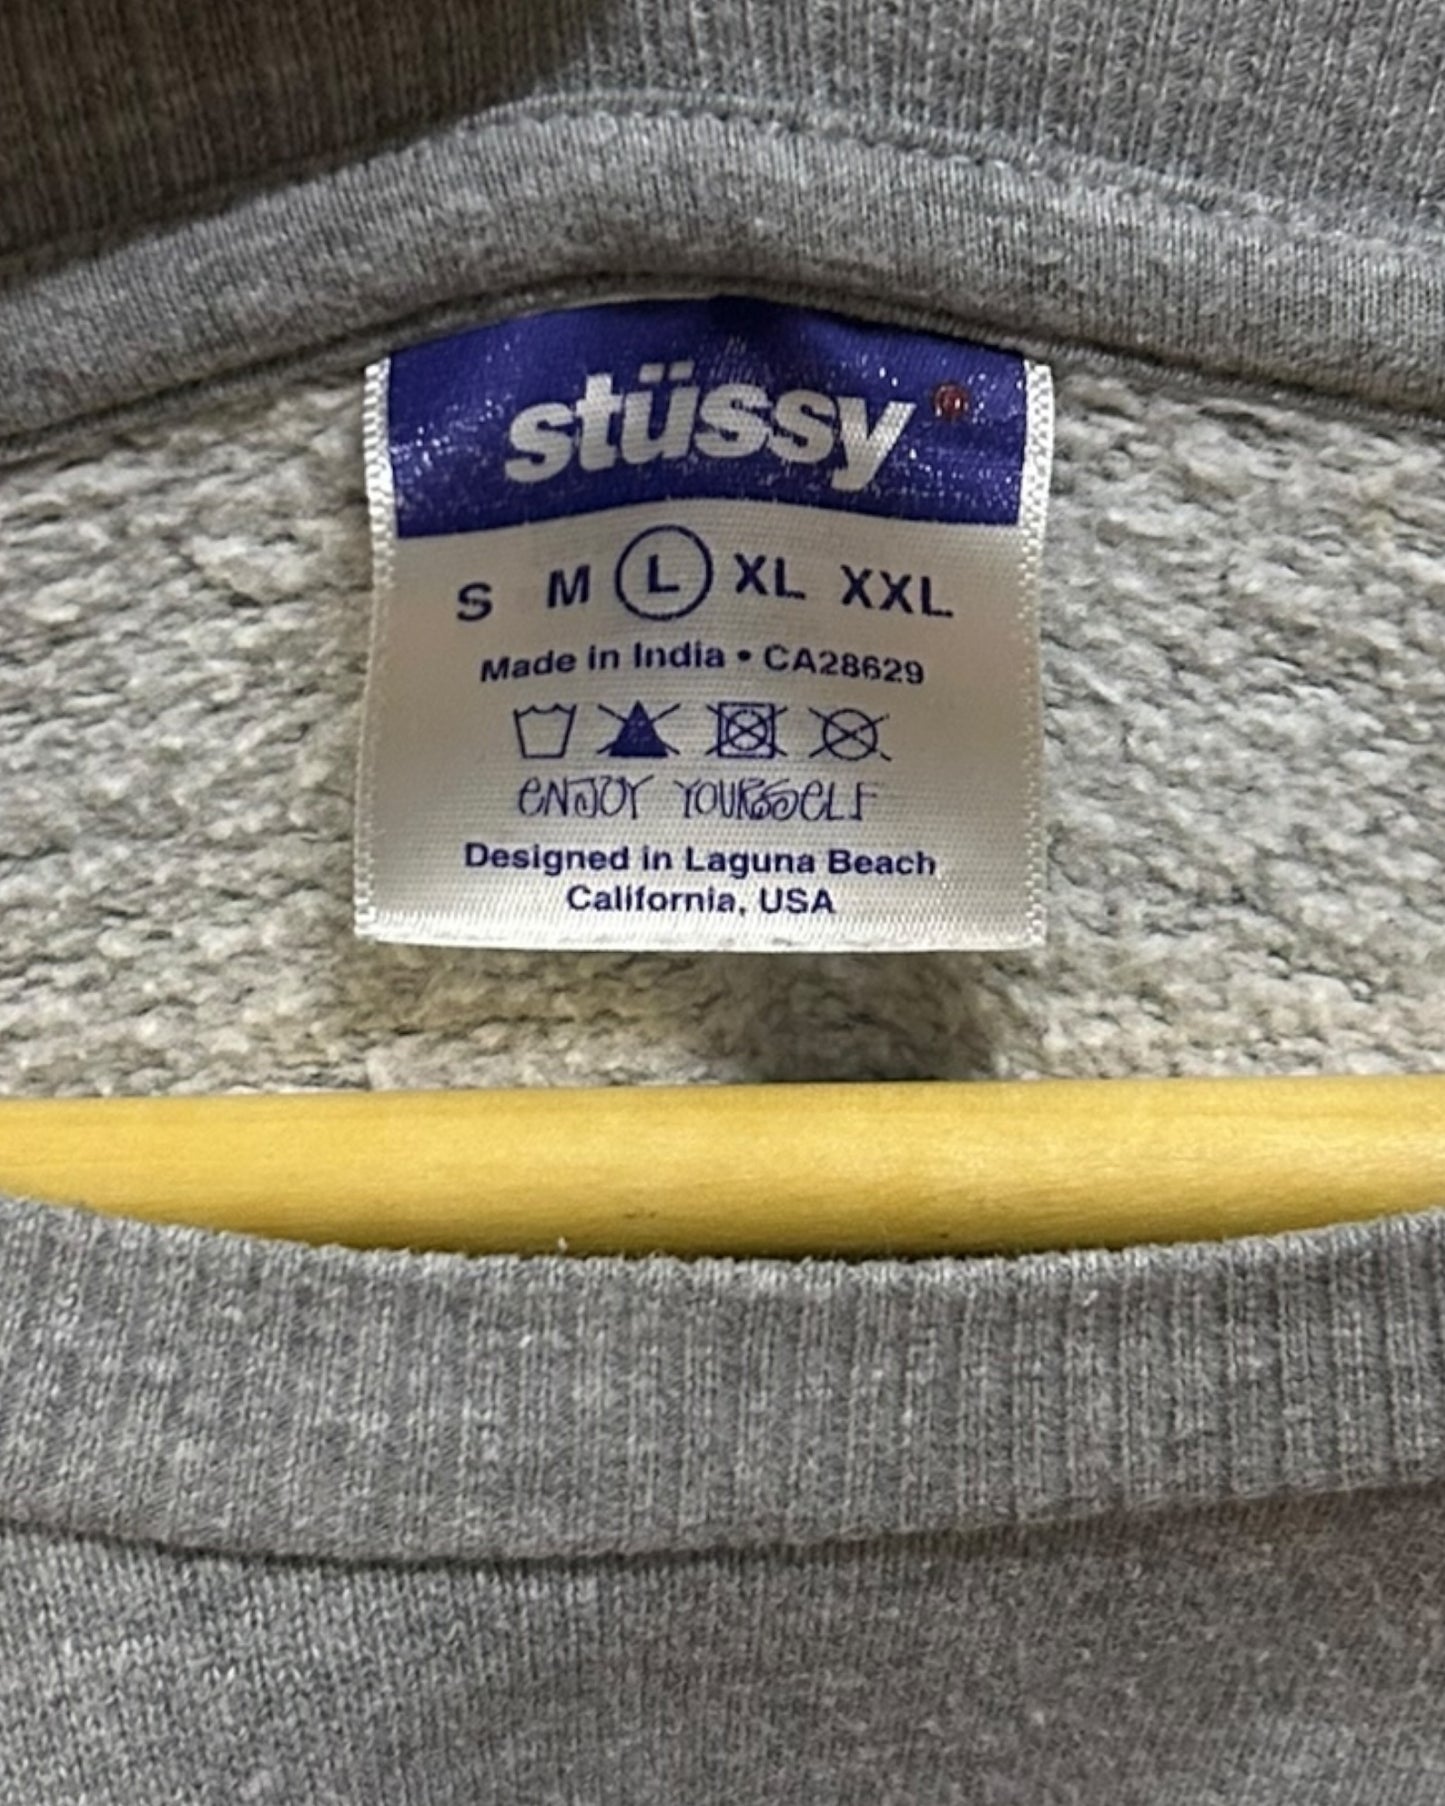 stüssy ®
S M L XL XXL
Made in India • CA28629
ENJOY YOURSELF
Designed in Laguna Beach
California, USA